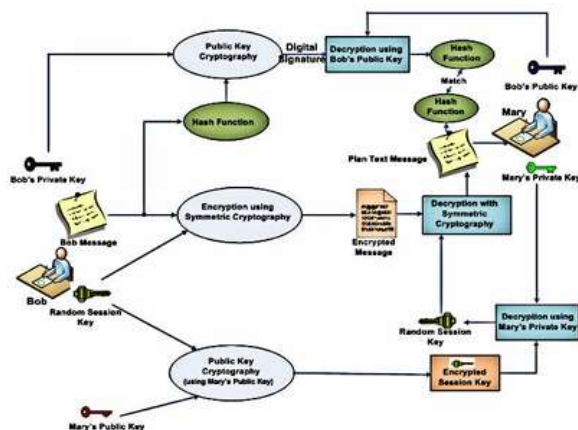 Public Key
Cryptography
Digital
Signature
Decryption using
Bob's Public Key
Hash
Function
Match
Hash
Function
Bob's Public Key
Mary
Hash Function
Plan Text Message
Bob's Private Key
Mary's Private Key
Bob Message
Encryption using
Symmetric Cryptography
Encrypted
Message
Decryption with
Symmetric
Cryptography
Bob
Random Session
Key
Random Session
Key
Decryption using
Mary's Private Key
Public Key
Cryptography
(using Mary's Public Key)
Encrypted
Session Key
Mary's Public Key